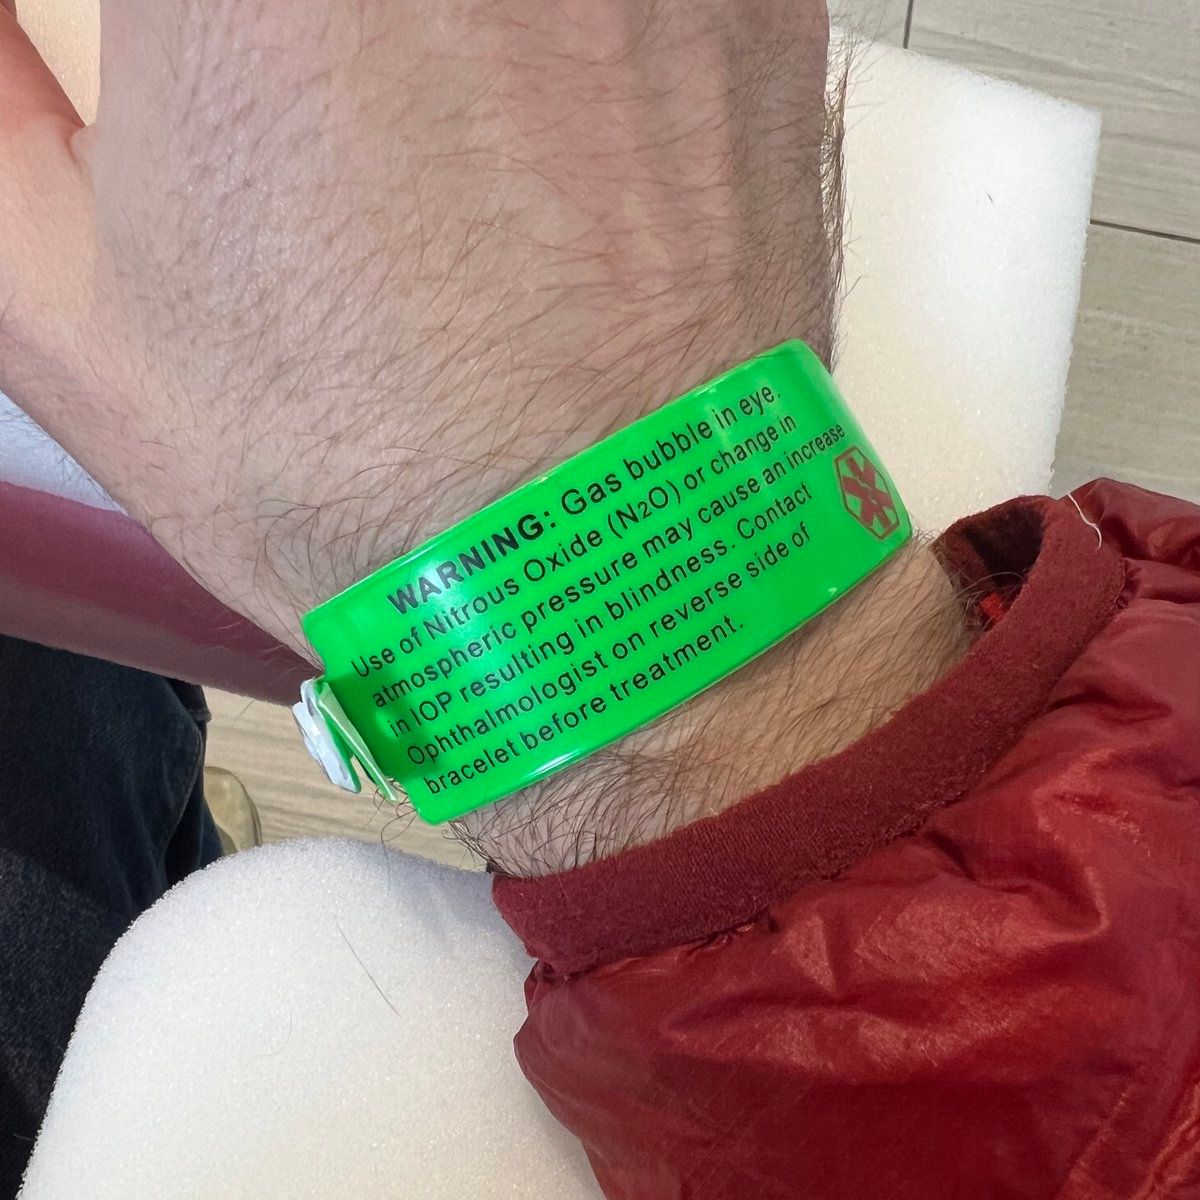 WARNING: Gas bubble in eye.
Use of Nitrous Oxide (N2O) or change in
atmospheric pressure may cause an increase
in IOP resulting in blindness. Contact
Ophthalmologist on reverse side of
bracelet before treatment.